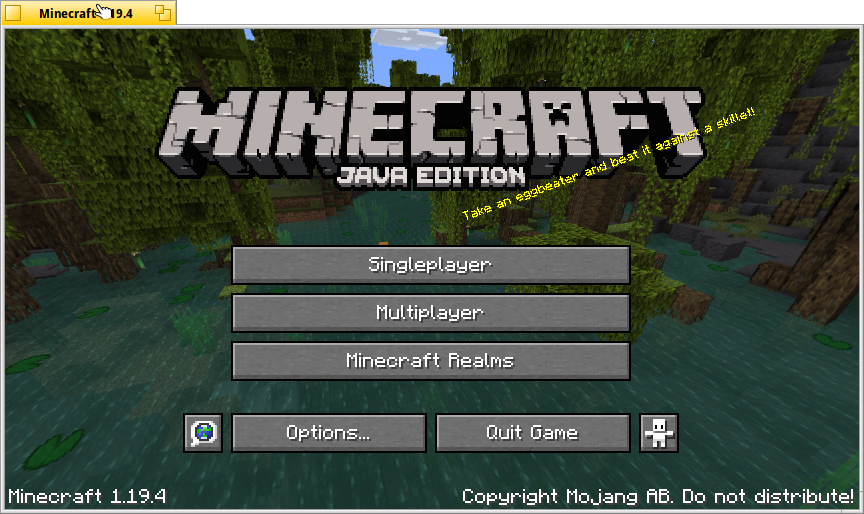 Minecraft 1.19.4
MINECRAFT
JAVA EDITION
Take an eggbeater and beat it against a skillet!
Singleplayer
Multiplayer
Minecraft Realms
Options...
Quit Game
Minecraft 1.19.4
Copyright Mojang AB. Do not distribute!